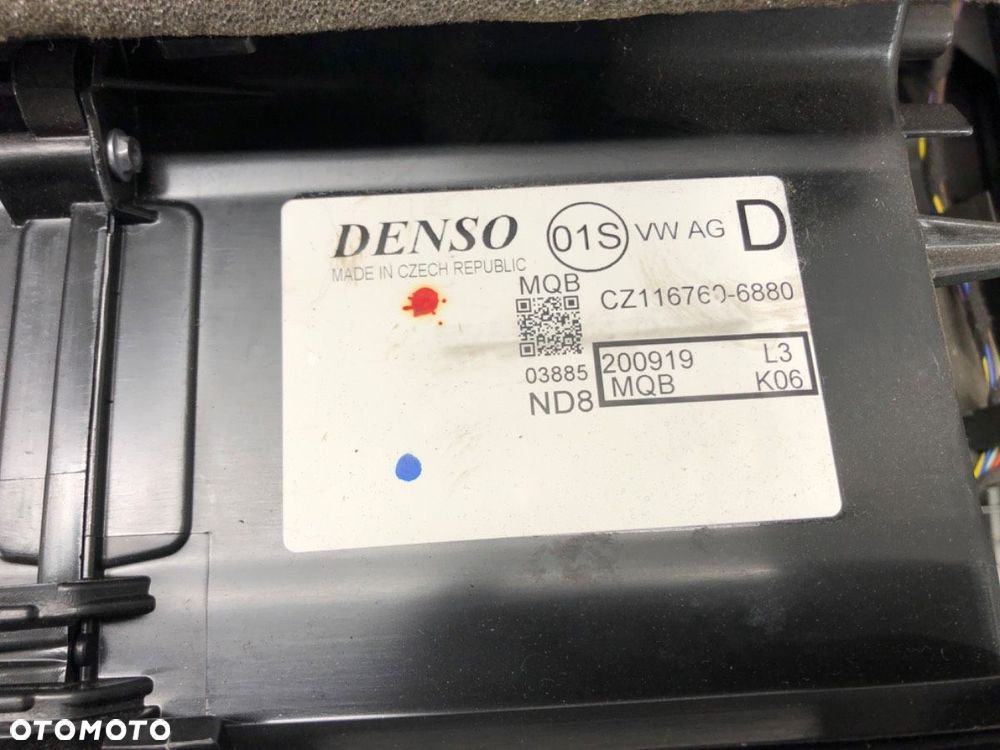 DENSO
MADE IN CZECH REPUBLIC
01S VW AG D
MQB
CZ116760-6880
03885
ND8
200919 L3
MQB K06
OTOMOTO